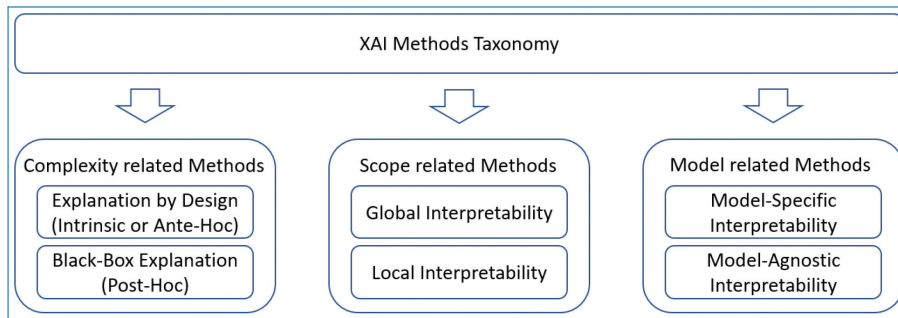 XAI Methods Taxonomy
Complexity related Methods
Explanation by Design
(Intrinsic or Ante-Hoc)
Black-Box Explanation
(Post-Hoc)
Scope related Methods
Global Interpretability
Local Interpretability
Model related Methods
Model-Specific
Interpretability
Model-Agnostic
Interpretability